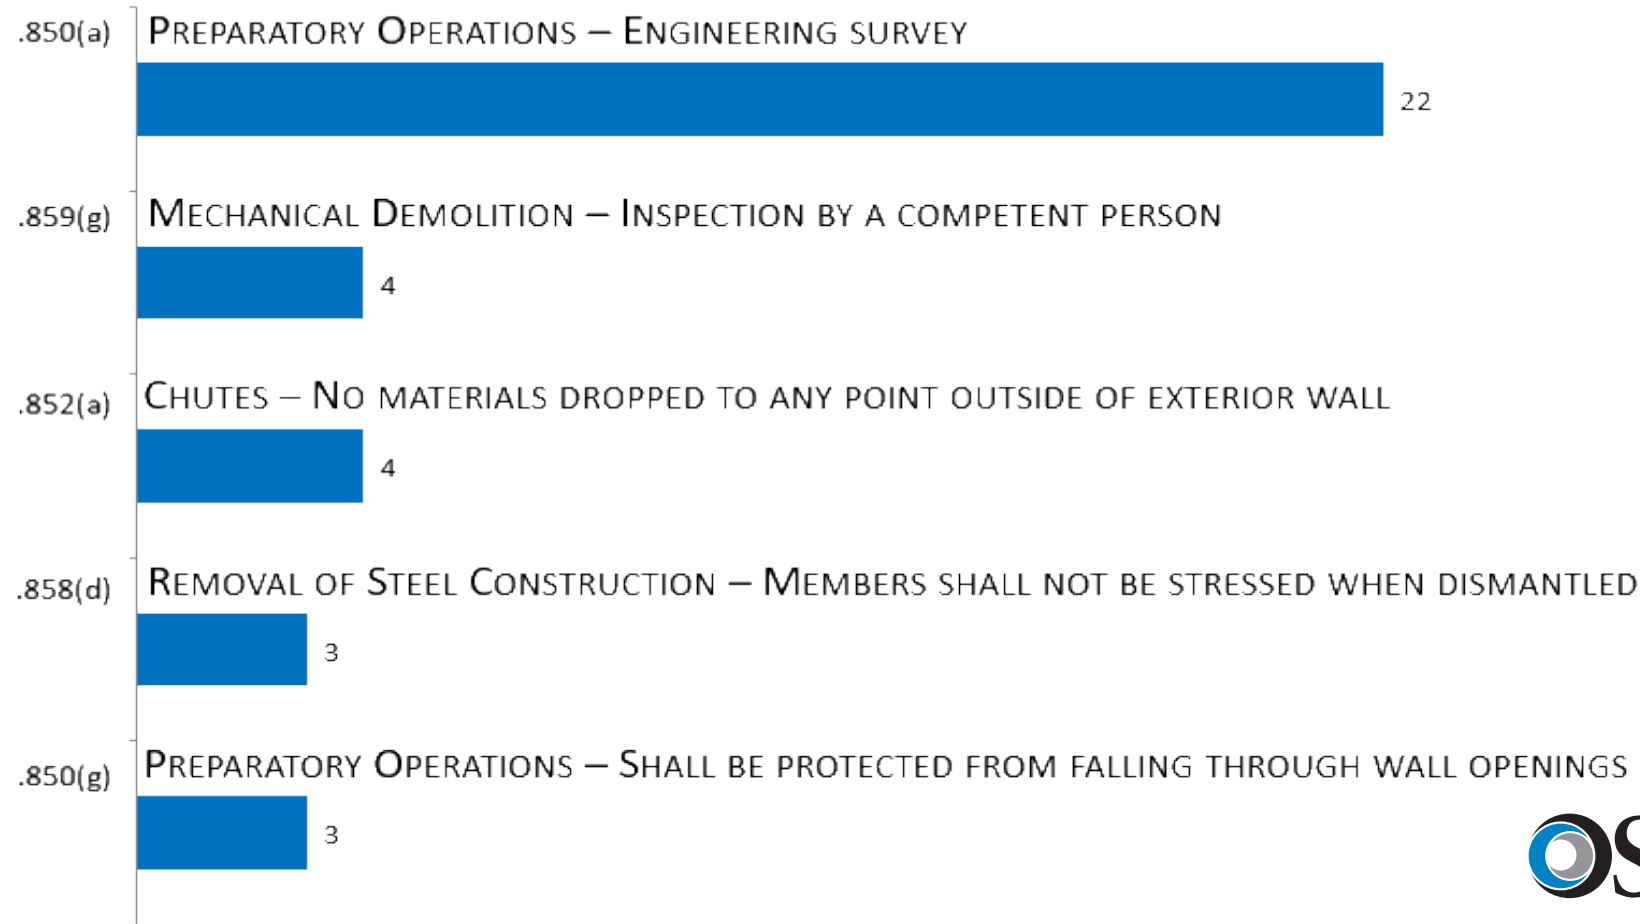 .850(a) PREPARATORY OPERATIONS – ENGINEERING SURVEY
22
.859(g) MECHANICAL DEMOLITION – INSPECTION BY A COMPETENT PERSON
4
.852(a) CHUTES – NO MATERIALS DROPPED TO ANY POINT OUTSIDE OF EXTERIOR WALL
4
.858(d) REMOVAL OF STEEL CONSTRUCTION – MEMBERS SHALL NOT BE STRESSED WHEN DISMANTLED
3
.850(g) PREPARATORY OPERATIONS – SHALL BE PROTECTED FROM FALLING THROUGH WALL OPENINGS
3
OS